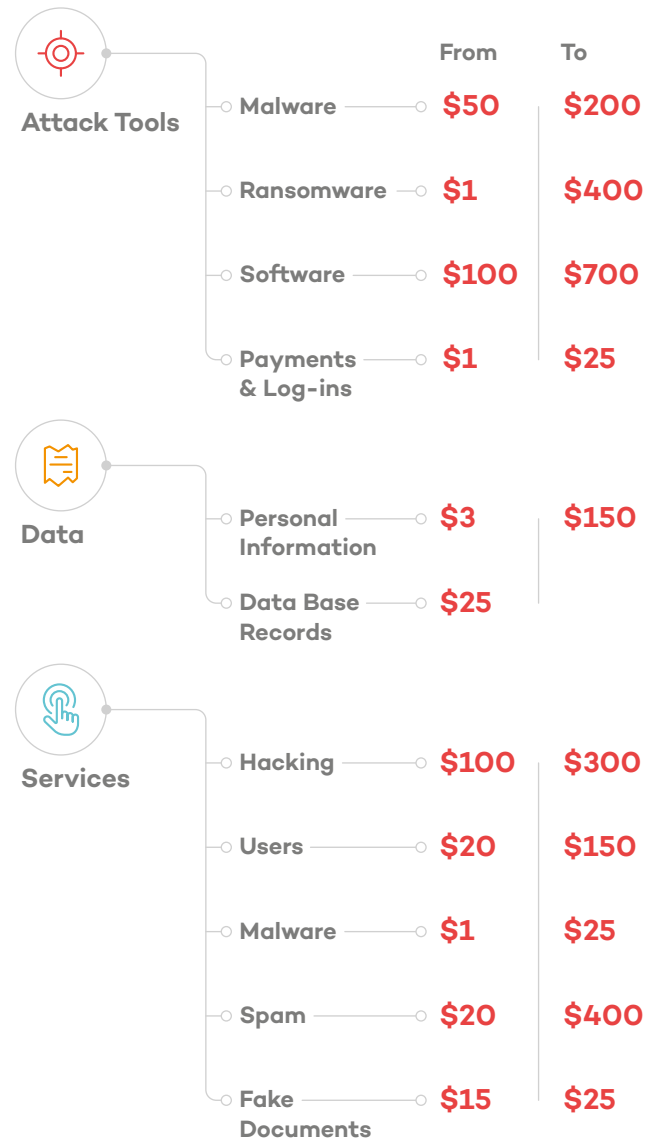 From To
Attack Tools
Malware $50 $200
Ransomware $1 $400
Software $100 $700
Payments $1 $25
& Log-ins
Data
Personal $3 $150
Information
Data Base $25
Records
Services
Hacking $100 $300
Users $20 $150
Malware $1 $25
Spam $20 $400
Fake $15 $25
Documents